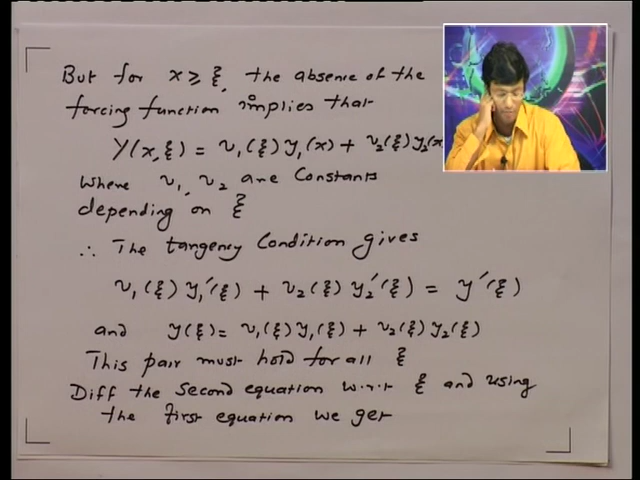 But for x ≥ ξ, the absence of the
forcing function implies that
Y(x, ξ) = v₁(ξ) y₁(x) + v₂(ξ) y₂(x
Where v₁, v₂ are Constants
depending on ξ
∴ The tangency Condition gives
v₁(ξ) y₁′(ξ) + v₂(ξ) y₂′(ξ) = y′(ξ)
and y(ξ) = v₁(ξ) y₁(ξ) + v₂(ξ) y₂(ξ)
This pair must hold for all ξ
Diff the Second equation w.r.t ξ and using
the first equation we get